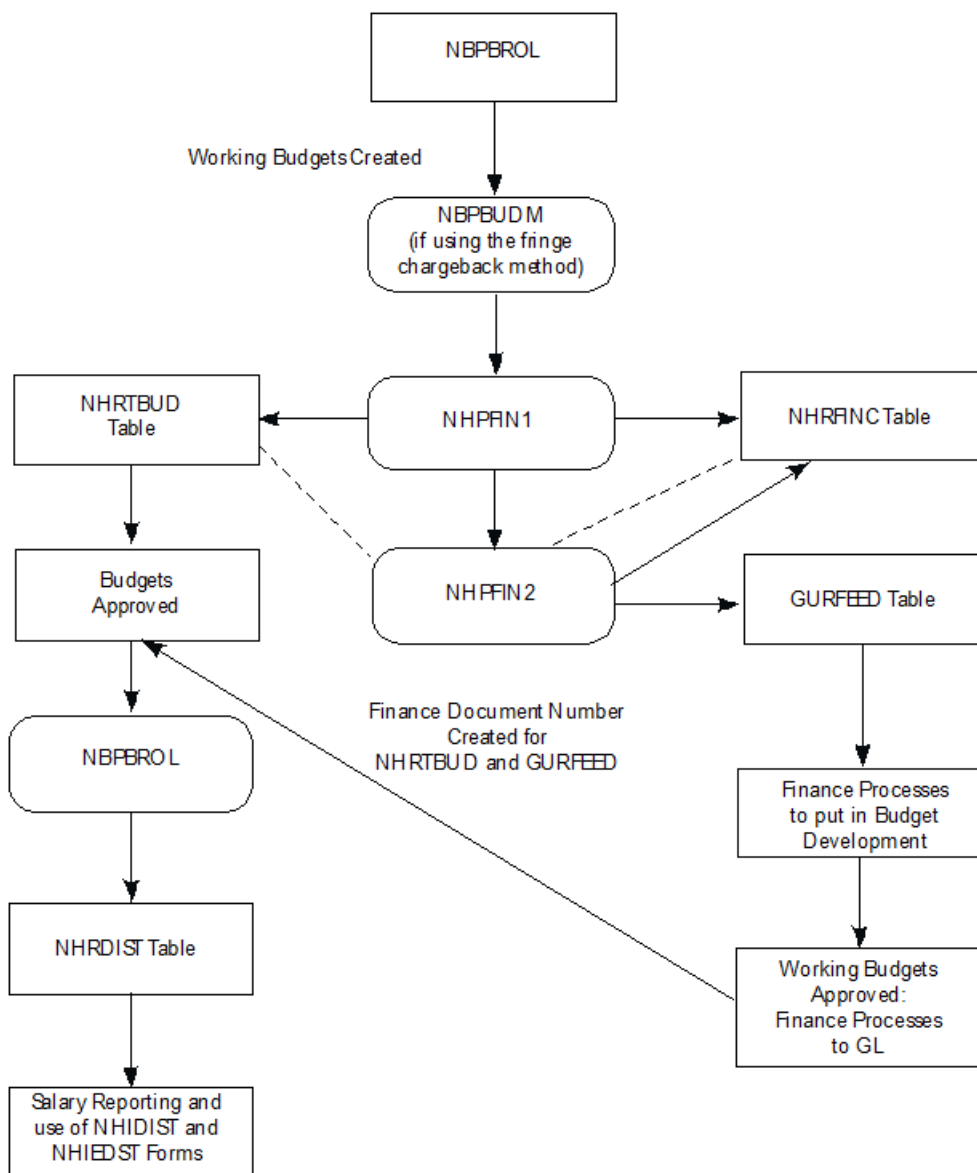 NBPBROL
Working Budgets Created
NBPBUDM
(if using the fringe
chargeback method)
NHRTBUD
Table
NHPFIN1
NHRFINC Table
Budgets
Approved
NHPFIN2
GURFEED Table
Finance Document Number
Created for
NHRTBUD and GURFEED
NBPBROL
Finance Processes
to put in Budget
Development
NHRDIST Table
Working Budgets
Approved:
Finance Processes
to GL
Salary Reporting and
use of NHIDIST and
NHIEDST Forms